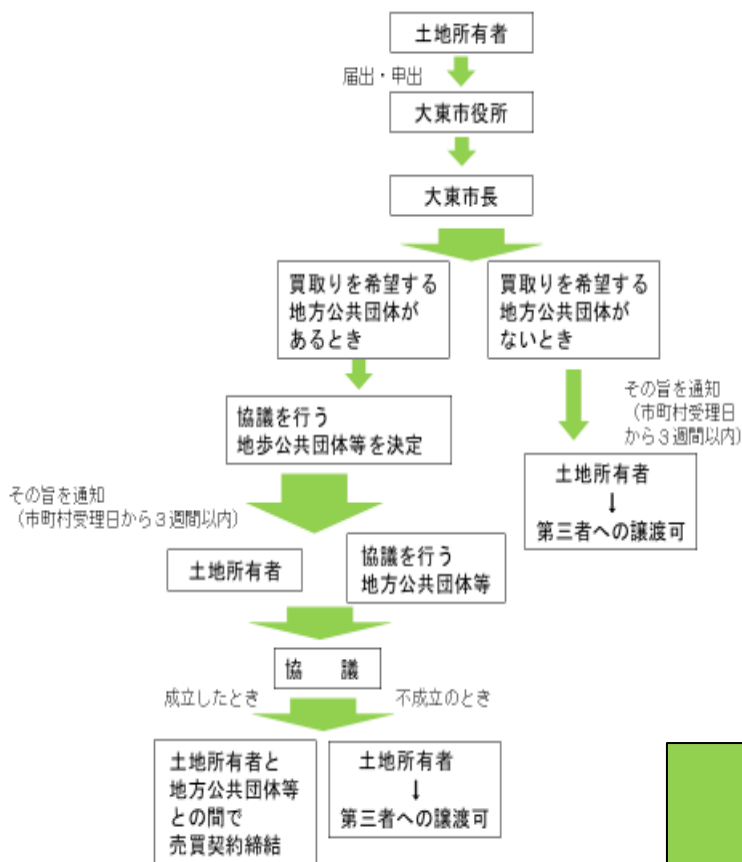 土地所有者
届出・申出
大東市役所
大東市長
買取りを希望する
地方公共団体が
あるとき
買取りを希望する
地方公共団体が
ないとき
その旨を通知
(市町村受理日
から3週間以内)
協議を行う
地歩公共団体等を決定
土地所有者
↓
第三者への譲渡可
その旨を通知
(市町村受理日から3週間以内)
土地所有者
協議を行う
地方公共団体等
協 議
成立したとき
不成立のとき
土地所有者と
地方公共団体等
との間で
売買契約締結
土地所有者
↓
第三者への譲渡可